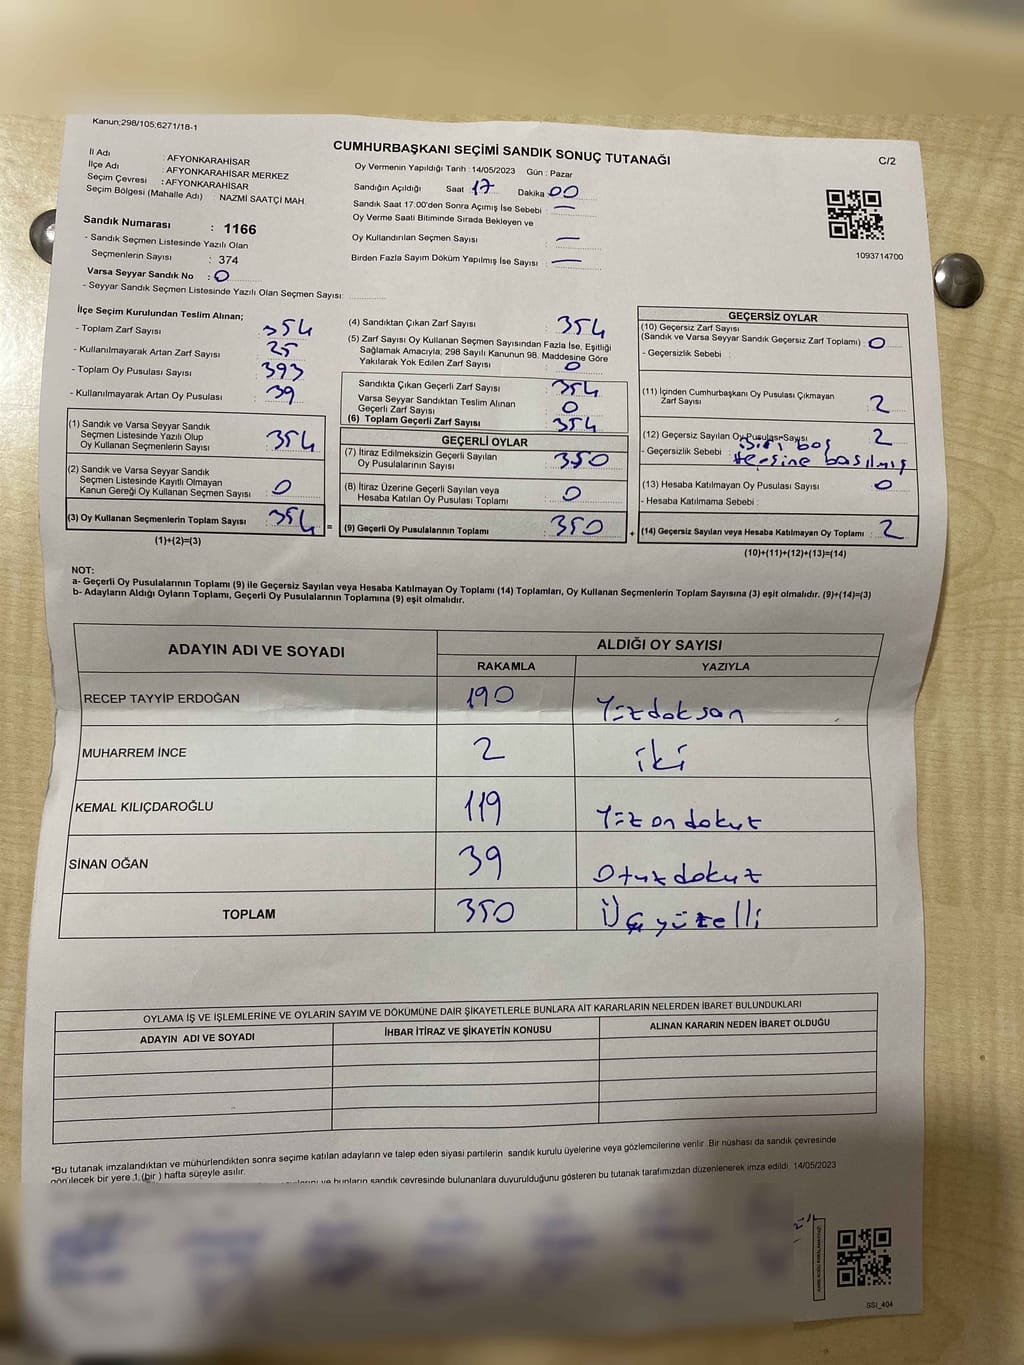 Kanun;298/105;6271/18-1
CUMHURBAŞKANI SEÇİMİ SANDIK SONUÇ TUTANAĞI
C/2
İl Adı : AFYONKARAHİSAR
İlçe Adı : AFYONKARAHİSAR MERKEZ
Seçim Çevresi : AFYONKARAHİSAR
Seçim Bölgesi (Mahalle Adı) NAZMİ SAATÇİ MAH.
Sandık Numarası : 1166
- Sandık Seçmen Listesinde Yazılı Olan
Seçmenlerin Sayısı : 374
Varsa Seyyar Sandık No : 0
- Seyyar Sandık Seçmen Listesinde Yazılı Olan Seçmen Sayısı:
Oy Vermenin Yapıldığı Tarih : 14/05/2023 Gün : Pazar
Sandığın Açıldığı Saat 17 Dakika 00
Sandık Saat 17:00'den Sonra Açımış İse Sebebi : —
Oy Verme Saati Bitiminde Sırada Bekleyen ve
Oy Kullandırılan Seçmen Sayısı : —
Birden Fazla Sayım Döküm Yapılmış İse Sayısı : —
1093714700
İlçe Seçim Kurulundan Teslim Alınan;
- Toplam Zarf Sayısı : 354
- Kullanılmayarak Artan Zarf Sayısı : 25
- Toplam Oy Pusulası Sayısı : 393
- Kullanılmayarak Artan Oy Pusulası : 39
(1) Sandık ve Varsa Seyyar Sandık
Seçmen Listesinde Yazılı Olup
Oy Kullanan Seçmenlerin Sayısı : 354
(2) Sandık ve Varsa Seyyar Sandık
Seçmen Listesinde Kayıtlı Olmayan
Kanun Gereği Oy Kullanan Seçmen Sayısı : 0
(3) Oy Kullanan Seçmenlerin Toplam Sayısı : 354
(1)+(2)=(3)
=
(4) Sandıktan Çıkan Zarf Sayısı : 354
(5) Zarf Sayısı Oy Kullanan Seçmen Sayısından Fazla İse, Eşitliği
Sağlamak Amacıyla; 298 Sayılı Kanunun 98. Maddesine Göre
Yakılarak Yok Edilen Zarf Sayısı : 0
Sandıkta Çıkan Geçerli Zarf Sayısı : 354
Varsa Seyyar Sandıktan Teslim Alınan
Geçerli Zarf Sayısı : 0
(6) Toplam Geçerli Zarf Sayısı : 354
GEÇERLİ OYLAR
(7) İtiraz Edilmeksizin Geçerli Sayılan
Oy Pusulalarının Sayısı : 350
(8) İtiraz Üzerine Geçerli Sayılan veya
Hesaba Katılan Oy Pusulası Toplamı : 0
(9) Geçerli Oy Pusulalarının Toplamı : 350
+
GEÇERSİZ OYLAR
(10) Geçersiz Zarf Sayısı
(Sandık ve Varsa Seyyar Sandık Geçersiz Zarf Toplamı) : 0
- Geçersizlik Sebebi :
(11) İçinden Cumhurbaşkanı Oy Pusulası Çıkmayan
Zarf Sayısı : 2
(12) Geçersiz Sayılan Oy Pusulası Sayısı : 2
- Geçersizlik Sebebi : Biri boş
tersine basılmış
(13) Hesaba Katılmayan Oy Pusulası Sayısı : 0
- Hesaba Katılmama Sebebi :
(14) Geçersiz Sayılan veya Hesaba Katılmayan Oy Toplamı : 2
(10)+(11)+(12)+(13)=(14)
NOT:
a- Geçerli Oy Pusulalarının Toplamı (9) ile Geçersiz Sayılan veya Hesaba Katılmayan Oy Toplamı (14) Toplamları, Oy Kullanan Seçmenlerin Toplam Sayısına (3) eşit olmalıdır. (9)+(14)=(3)
b- Adayların Aldığı Oyların Toplamı, Geçerli Oy Pusulalarının Toplamına (9) eşit olmalıdır.
ADAYIN ADI VE SOYADI
ALDIĞI OY SAYISI
RAKAMLA YAZIYLA
RECEP TAYYİP ERDOĞAN 190 Yüzdoksan
MUHARREM İNCE 2 iki
KEMAL KILIÇDAROĞLU 119 Yüz on dokuz
SİNAN OĞAN 39 Otuzdokuz
TOPLAM 350 Üçyüzelli
OYLAMA İŞ VE İŞLEMLERİNE VE OYLARIN SAYIM VE DÖKÜMÜNE DAİR ŞİKAYETLERLE BUNLARA AİT KARARLARIN NELERDEN İBARET BULUNDUKLARI
ADAYIN ADI VE SOYADI İHBAR İTİRAZ VE ŞİKAYETİN KONUSU ALINAN KARARIN NEDEN İBARET OLDUĞU
*Bu tutanak imzalandıktan ve mühürlendikten sonra seçime katılan adayların ve talep eden siyasi partilerin sandık kurulu üyelerine veya gözlemcilerine verilir .Bir nüshası da sandık çevresinde
görülecek bir yere 1 (bir ) hafta süreyle asılır.
ve bunların sandık çevresinde bulunanlara duyurulduğunu gösteren bu tutanak tarafımızdan düzenlenerek imza edildi. 14/05/2023
SSI_404